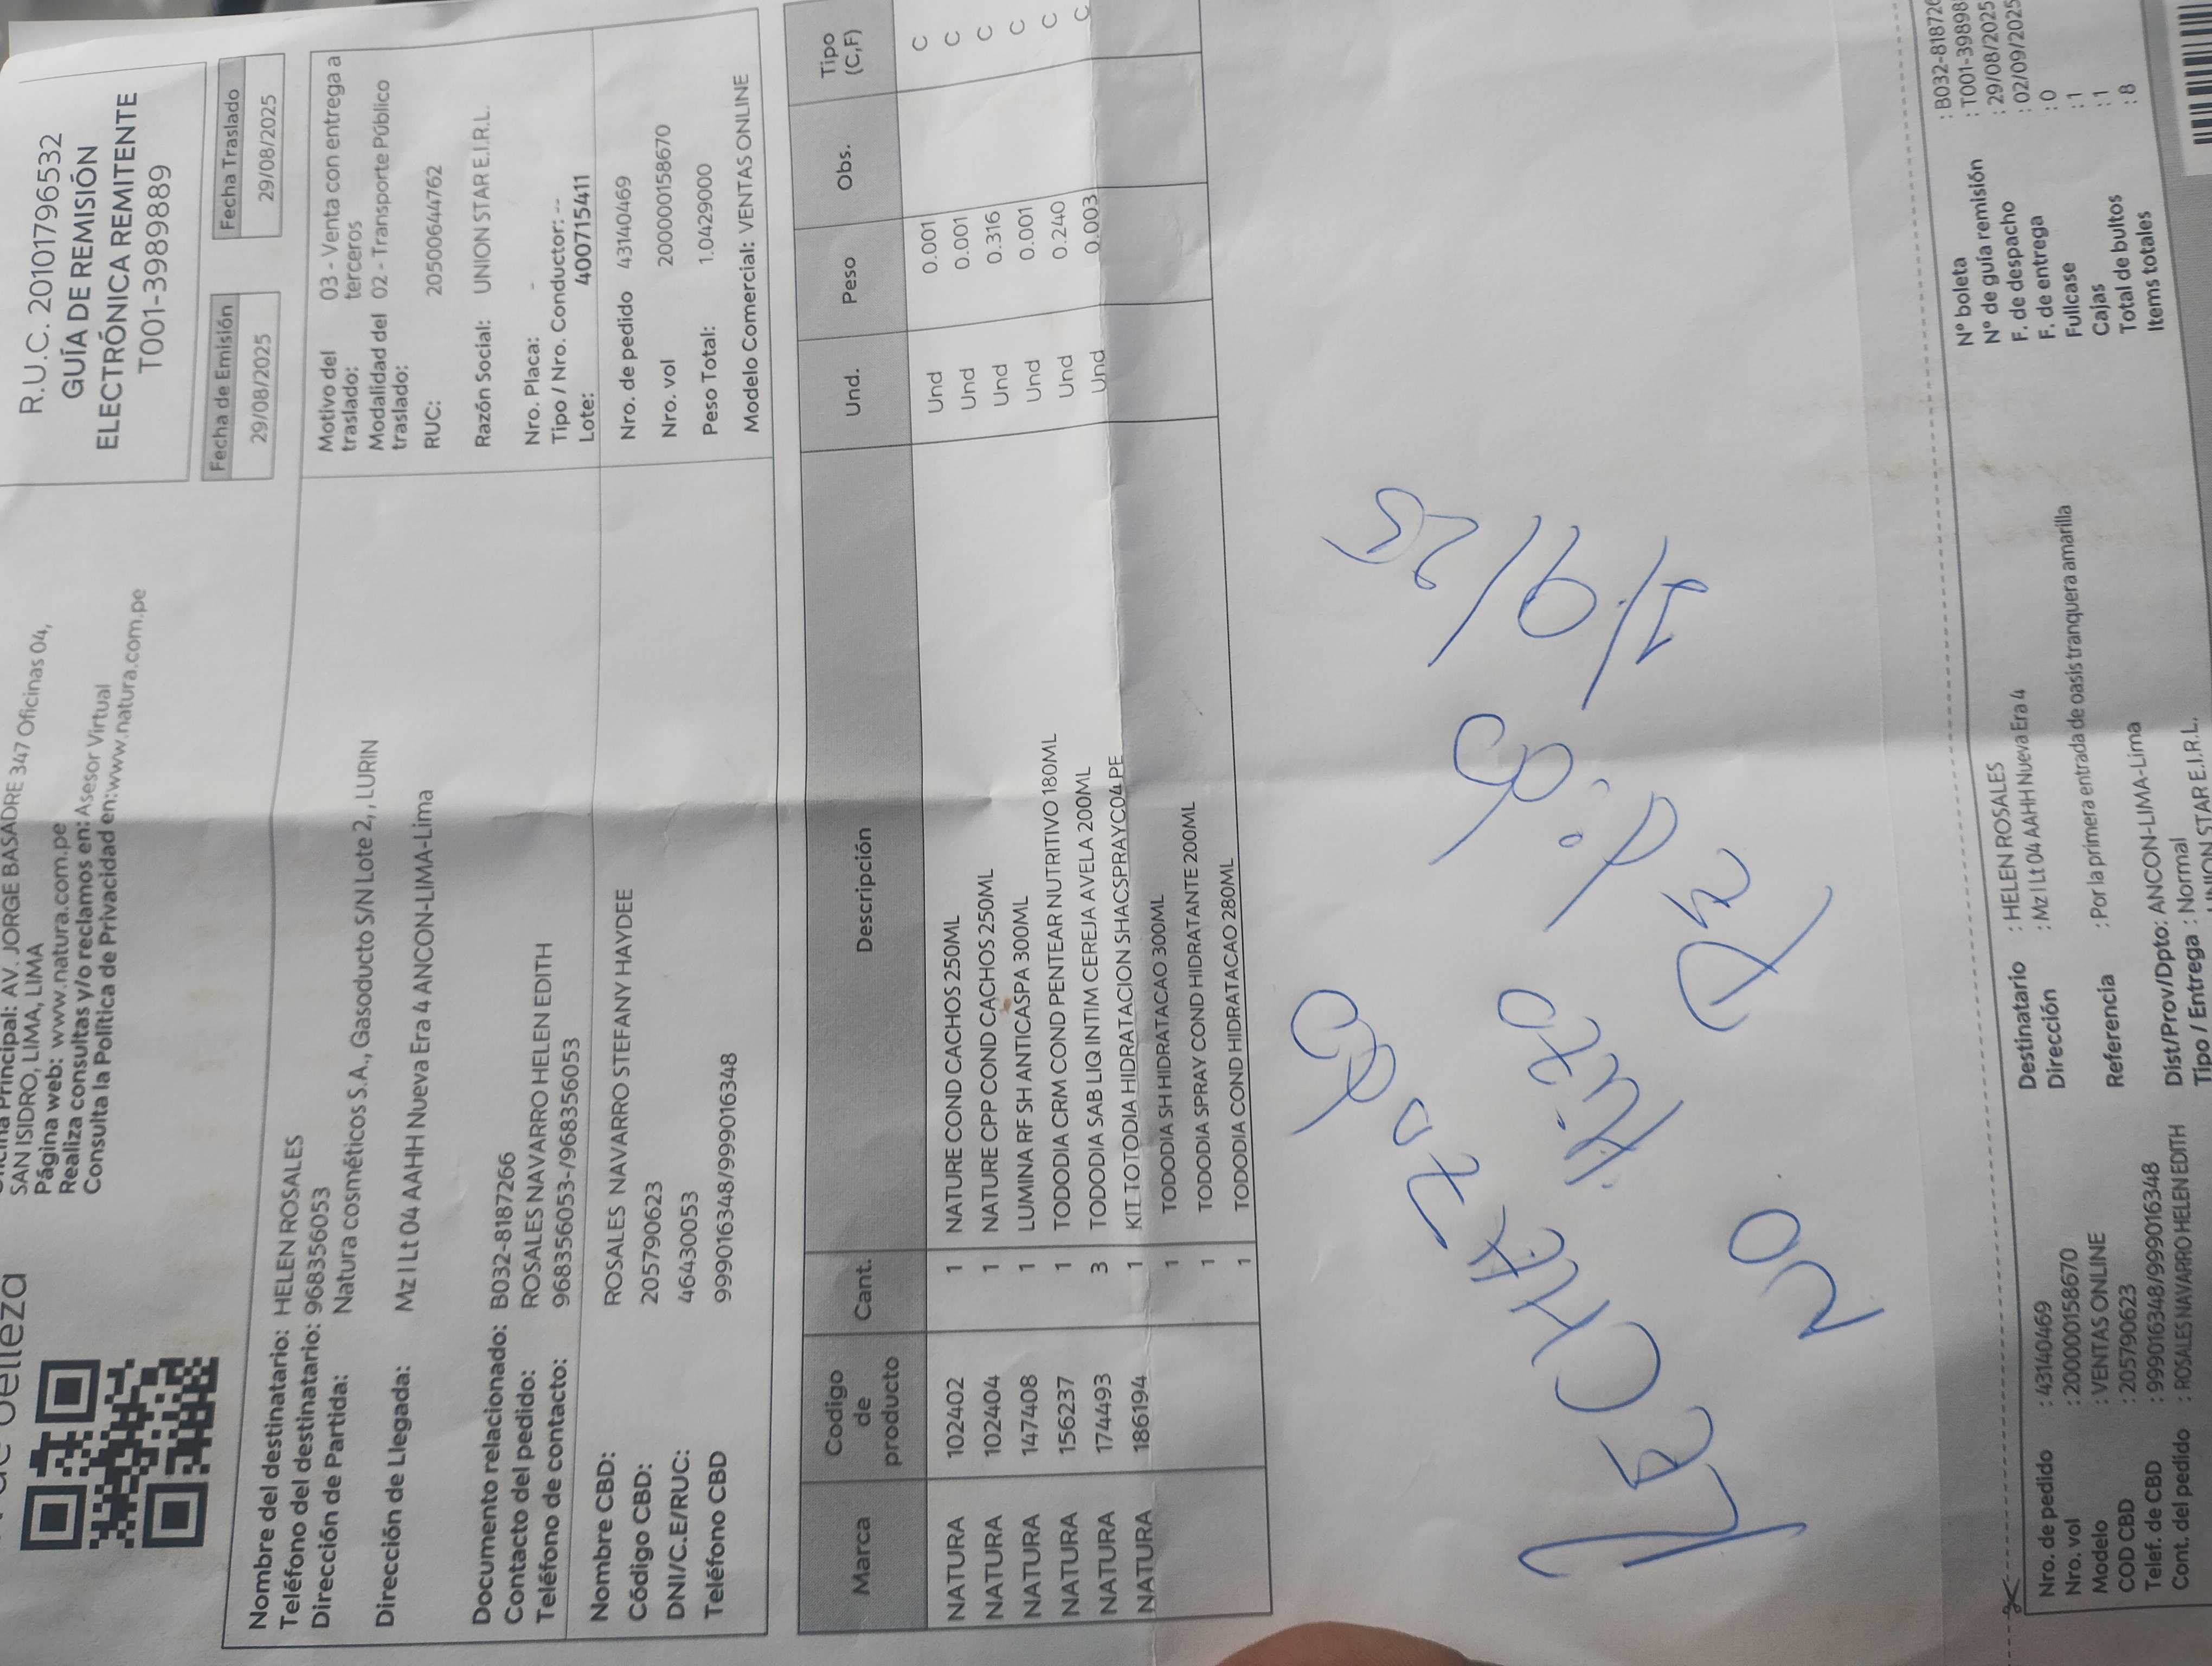 R.U.C. 20101796532
GUÍA DE REMISIÓN
ELECTRÓNICA REMITENTE
T001-3989889
Principal: AV. JORGE BASADRE 347 Oficinas 04,
SAN ISIDRO, LIMA, LIMA
Página web: www.natura.com.pe
Realiza consultas y/o reclamos en: Asesor Virtual
Consulta la Política de Privacidad en: www.natura.com.pe
Fecha de Emisión
29/08/2025
Fecha Traslado
29/08/2025
Nombre del destinatario: HELEN ROSALES
Teléfono del destinatario: 968356053
Dirección de Partida: Natura cosméticos S.A., Gasoducto S/N Lote 2, , LURIN
Dirección de Llegada: Mz I Lt 04 AAHH Nueva Era 4 ANCON-LIMA-Lima
Documento relacionado: B032-8187266
Contacto del pedido: ROSALES NAVARRO HELEN EDITH
Teléfono de contacto: 968356053-/968356053
Nombre CBD: ROSALES NAVARRO STEFANY HAYDEE
Código CBD: 205790623
DNI/C.E/RUC: 46430053
Teléfono CBD 999016348/999016348
Motivo del traslado: 03 - Venta con entrega a terceros
Modalidad del traslado: 02 - Transporte Público
RUC: 20500644762
Razón Social: UNION STAR E.I.R.L.
Nro. Placa: -
Tipo / Nro. Conductor: --
Lote: 400715411
Nro. de pedido 43140469
Nro. vol 2000000158670
Peso Total: 1.0429000
Modelo Comercial: VENTAS ONLINE
Marca Codigo de producto Cant. Descripción Und. Peso Obs. Tipo (C,F)
NATURA 102402 1 NATURE COND CACHOS 250ML Und 0.001 C
NATURA 102404 1 NATURE CPP COND CACHOS 250ML Und 0.001 C
NATURA 147408 1 LUMINA RF SH ANTICASPA 300ML Und 0.316 C
NATURA 156237 1 TODODIA CRM COND PENTEAR NUTRITIVO 180ML Und 0.001 C
NATURA 174493 3 TODODIA SAB LIQ INTIM CEREJA AVELA 200ML Und 0.240 C
NATURA 186194 1 KIT TOTODIA HIDRATACION SHACSPRAYC04 PE Und 0.003 C
1 TODODIA SH HIDRATACAO 300ML
1 TODODIA SPRAY COND HIDRATANTE 200ML
1 TODODIA COND HIDRATACAO 280ML
NO
Nro. de pedido : 43140469
Nro. vol : 2000000158670
Modelo : VENTAS ONLINE
COD CBD : 205790623
Telef. de CBD : 999016348/999016348
Cont. del pedido : ROSALES NAVARRO HELEN EDITH
Destinatario : HELEN ROSALES
Dirección : Mz I Lt 04 AAHH Nueva Era 4
Referencia : Por la primera entrada de oasis tranquera amarilla
Dist/Prov/Dpto: ANCON-LIMA-Lima
Tipo / Entrega : Normal
UNION STAR E.I.R.L.
N° boleta : B032-818726
N° de guía remisión : T001-39898
F. de despacho : 29/08/2025
F. de entrega : 02/09/2025
Fullcase : 0
Cajas : 1
Total de bultos : 1
Items totales : 8